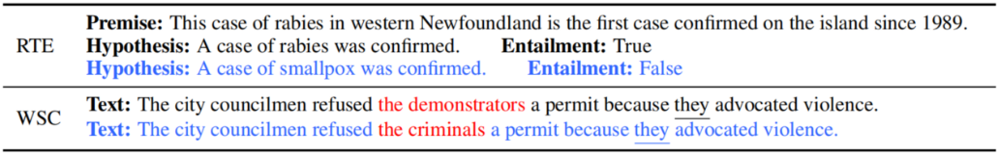 Premise: This case of rabies in western Newfoundland is the first case confirmed on the island since 1989.
RTE Hypothesis: A case of rabies was confirmed. Entailment: True
Hypothesis: A case of smallpox was confirmed. Entailment: False
WSC Text: The city councilmen refused the demonstrators a permit because they advocated violence.
Text: The city councilmen refused the criminals a permit because they advocated violence.